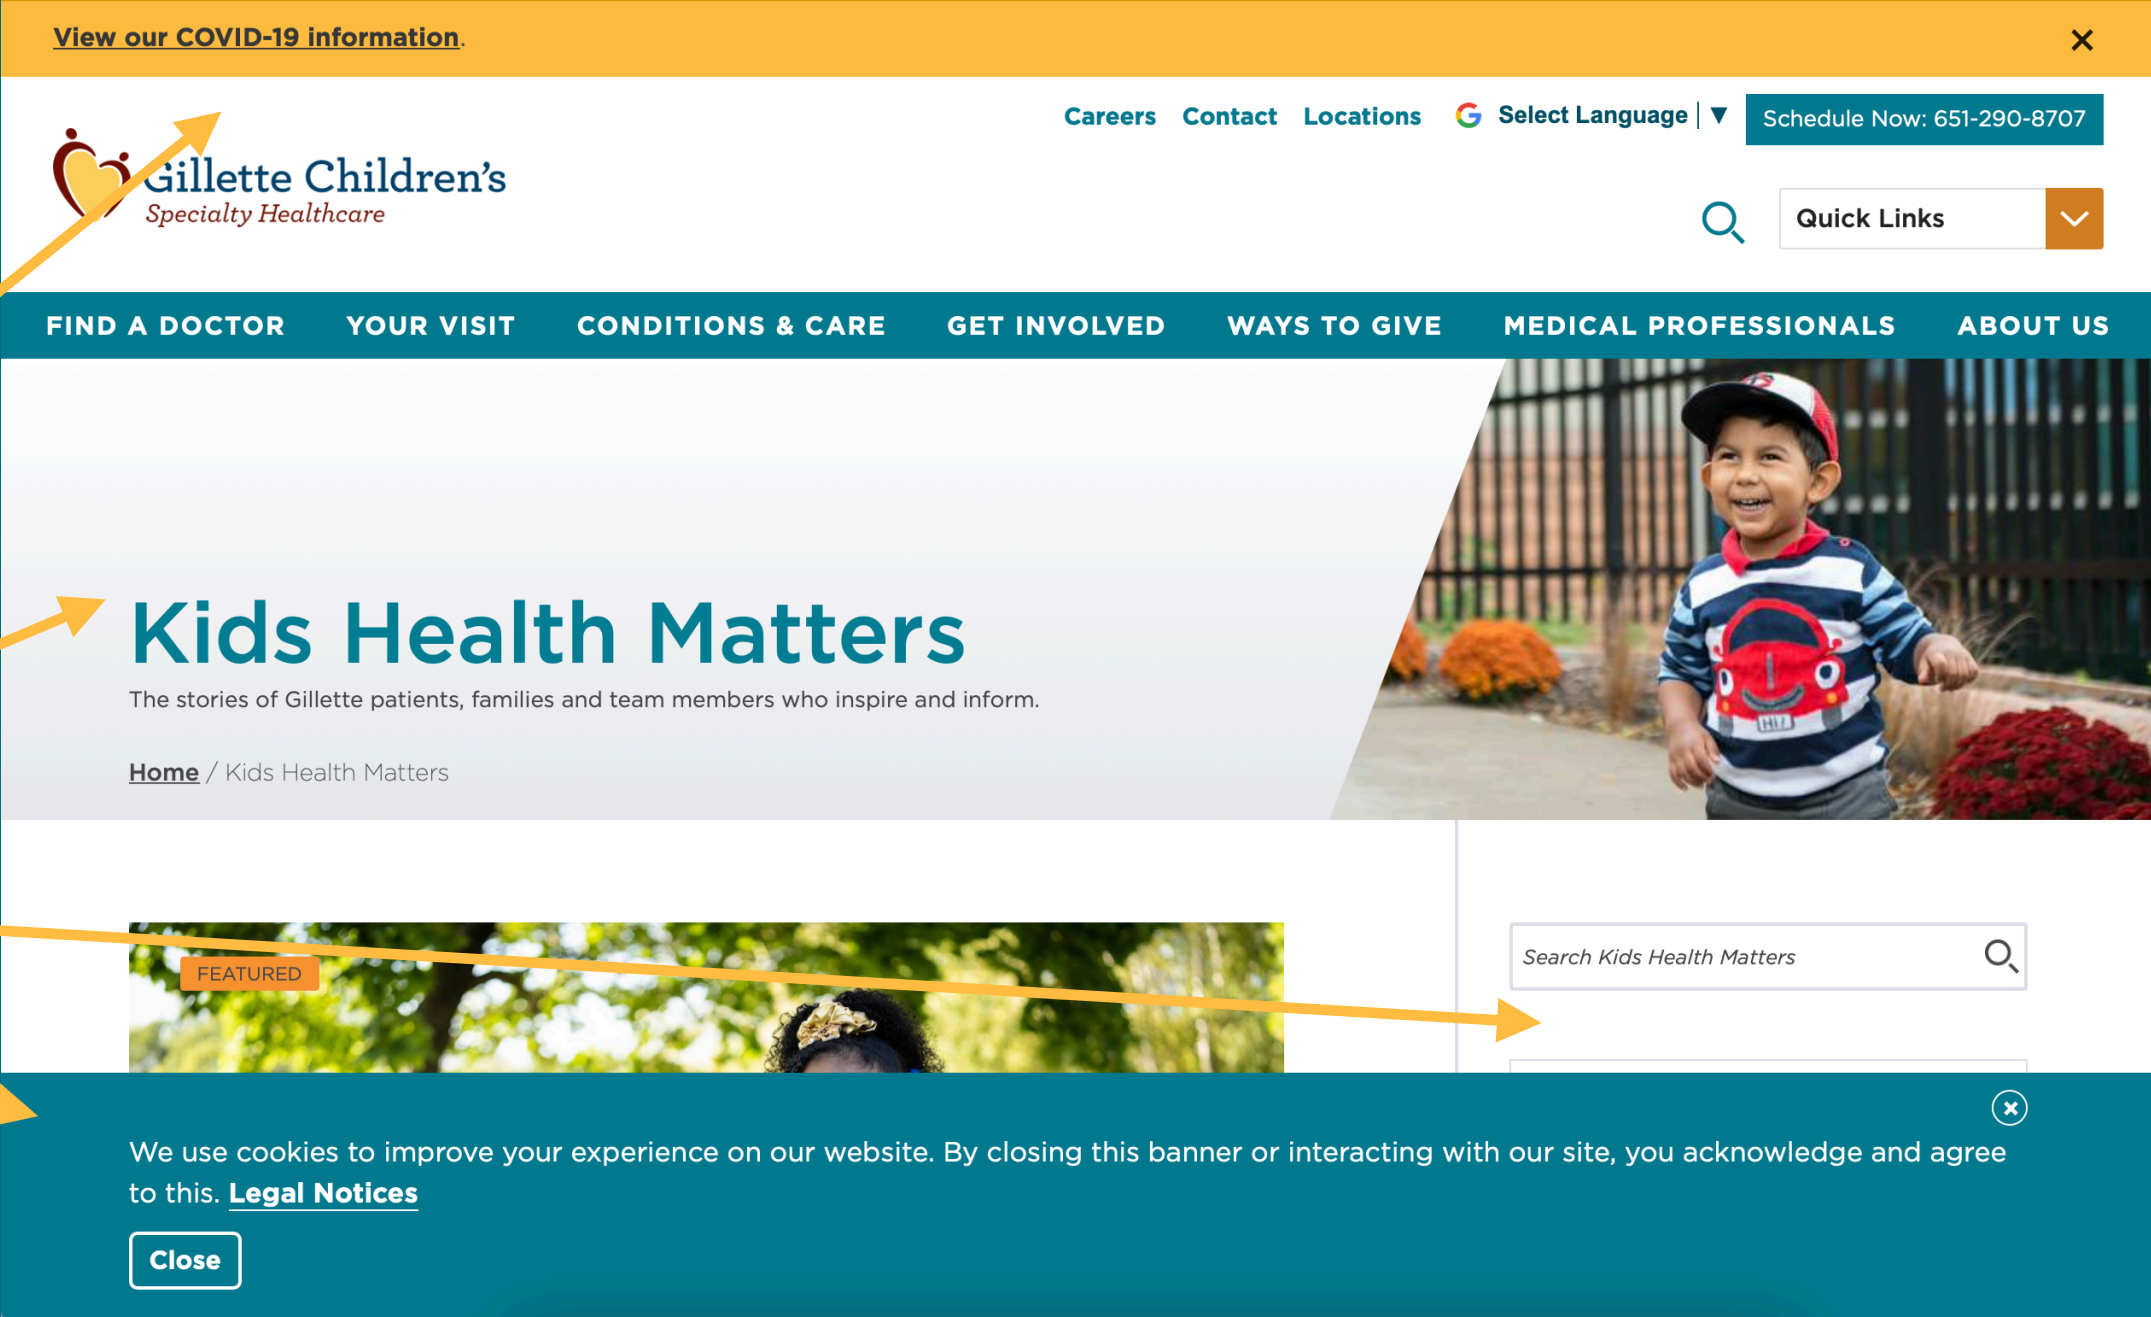 View our COVID-19 information.
Careers Contact Locations Select Language ▼ Schedule Now: 651-290-8707
Gillette Children's
Specialty Healthcare
Quick Links
FIND A DOCTOR YOUR VISIT CONDITIONS & CARE GET INVOLVED WAYS TO GIVE MEDICAL PROFESSIONALS ABOUT US
Kids Health Matters
The stories of Gillette patients, families and team members who inspire and inform.
Home / Kids Health Matters
HI!
FEATURED
Search Kids Health Matters
We use cookies to improve your experience on our website. By closing this banner or interacting with our site, you acknowledge and agree
to this. Legal Notices
Close